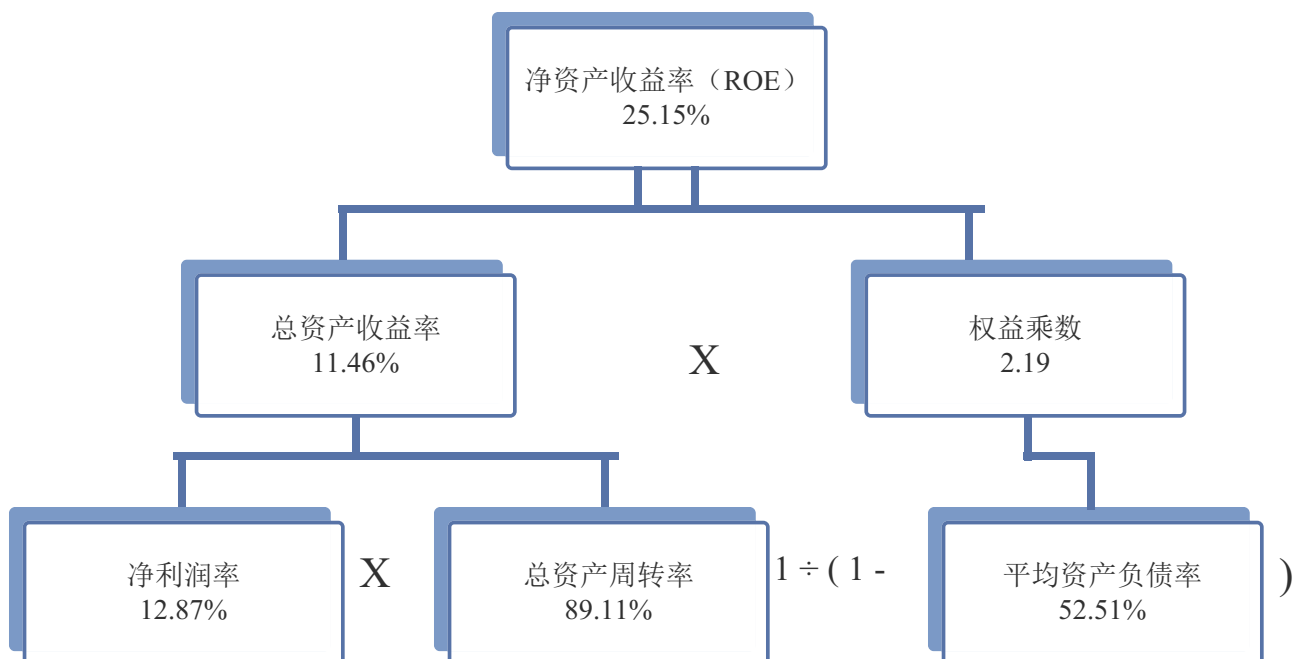 净资产收益率（ROE）
25.15%
总资产收益率
11.46%
X
权益乘数
2.19
净利润率
12.87%
X
总资产周转率
89.11%
1 ÷ ( 1 -
平均资产负债率
52.51%
)